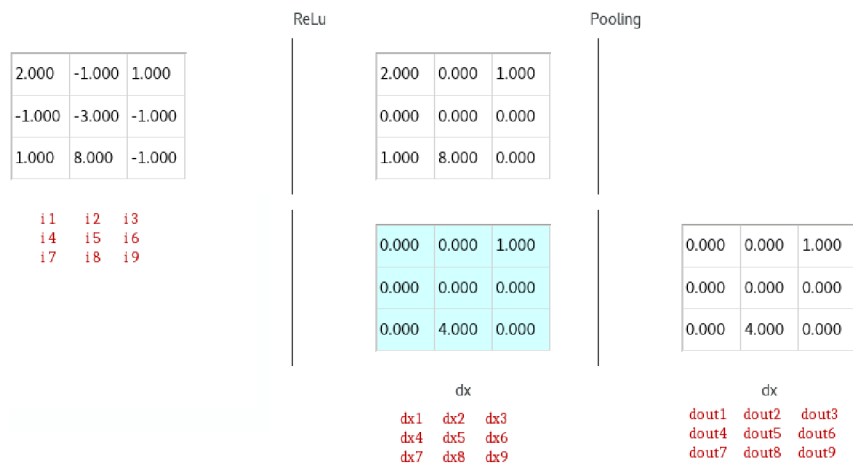 ReLu Pooling
2.000 -1.000 1.000
-1.000 -3.000 -1.000
1.000 8.000 -1.000
2.000 0.000 1.000
0.000 0.000 0.000
1.000 8.000 0.000
i1 i2 i3
i4 i5 i6
i7 i8 i9
0.000 0.000 1.000
0.000 0.000 0.000
0.000 4.000 0.000
dx
dx1 dx2 dx3
dx4 dx5 dx6
dx7 dx8 dx9
0.000 0.000 1.000
0.000 0.000 0.000
0.000 4.000 0.000
dx
dout1 dout2 dout3
dout4 dout5 dout6
dout7 dout8 dout9